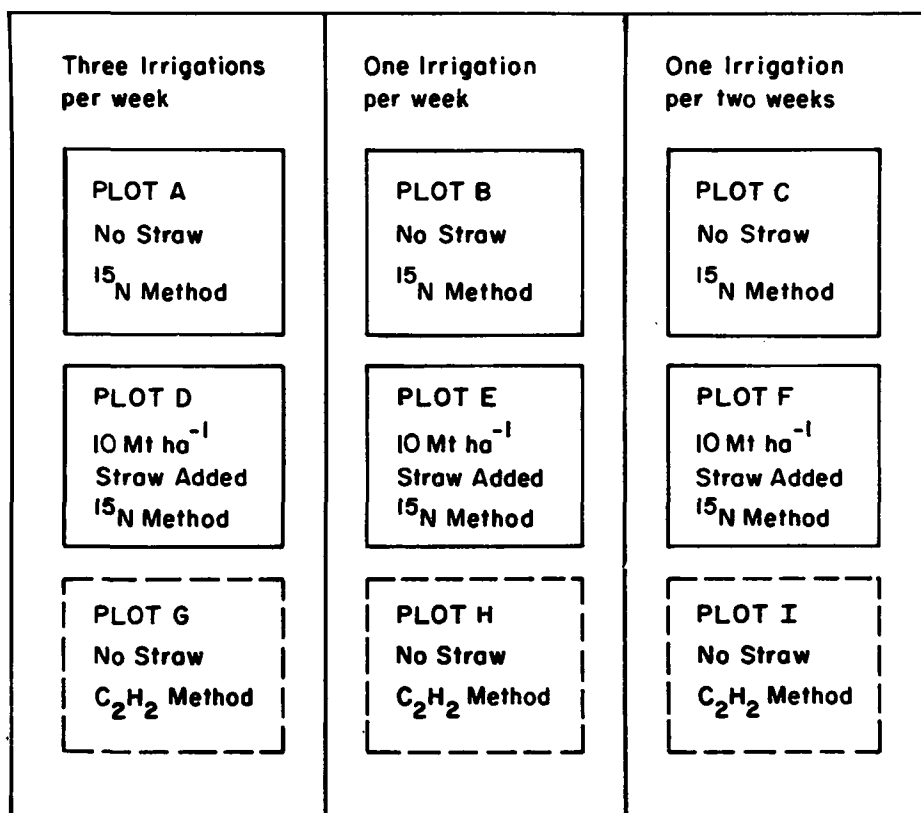 Three Irrigations
per week
PLOT A
No Straw
¹⁵N Method
PLOT D
10 Mt ha⁻¹
Straw Added
¹⁵N Method
PLOT G
No Straw
C₂H₂ Method
One Irrigation
per week
PLOT B
No Straw
¹⁵N Method
PLOT E
10 Mt ha⁻¹
Straw Added
¹⁵N Method
PLOT H
No Straw
C₂H₂ Method
One Irrigation
per two weeks
PLOT C
No Straw
¹⁵N Method
PLOT F
10 Mt ha⁻¹
Straw Added
¹⁵N Method
PLOT I
No Straw
C₂H₂ Method